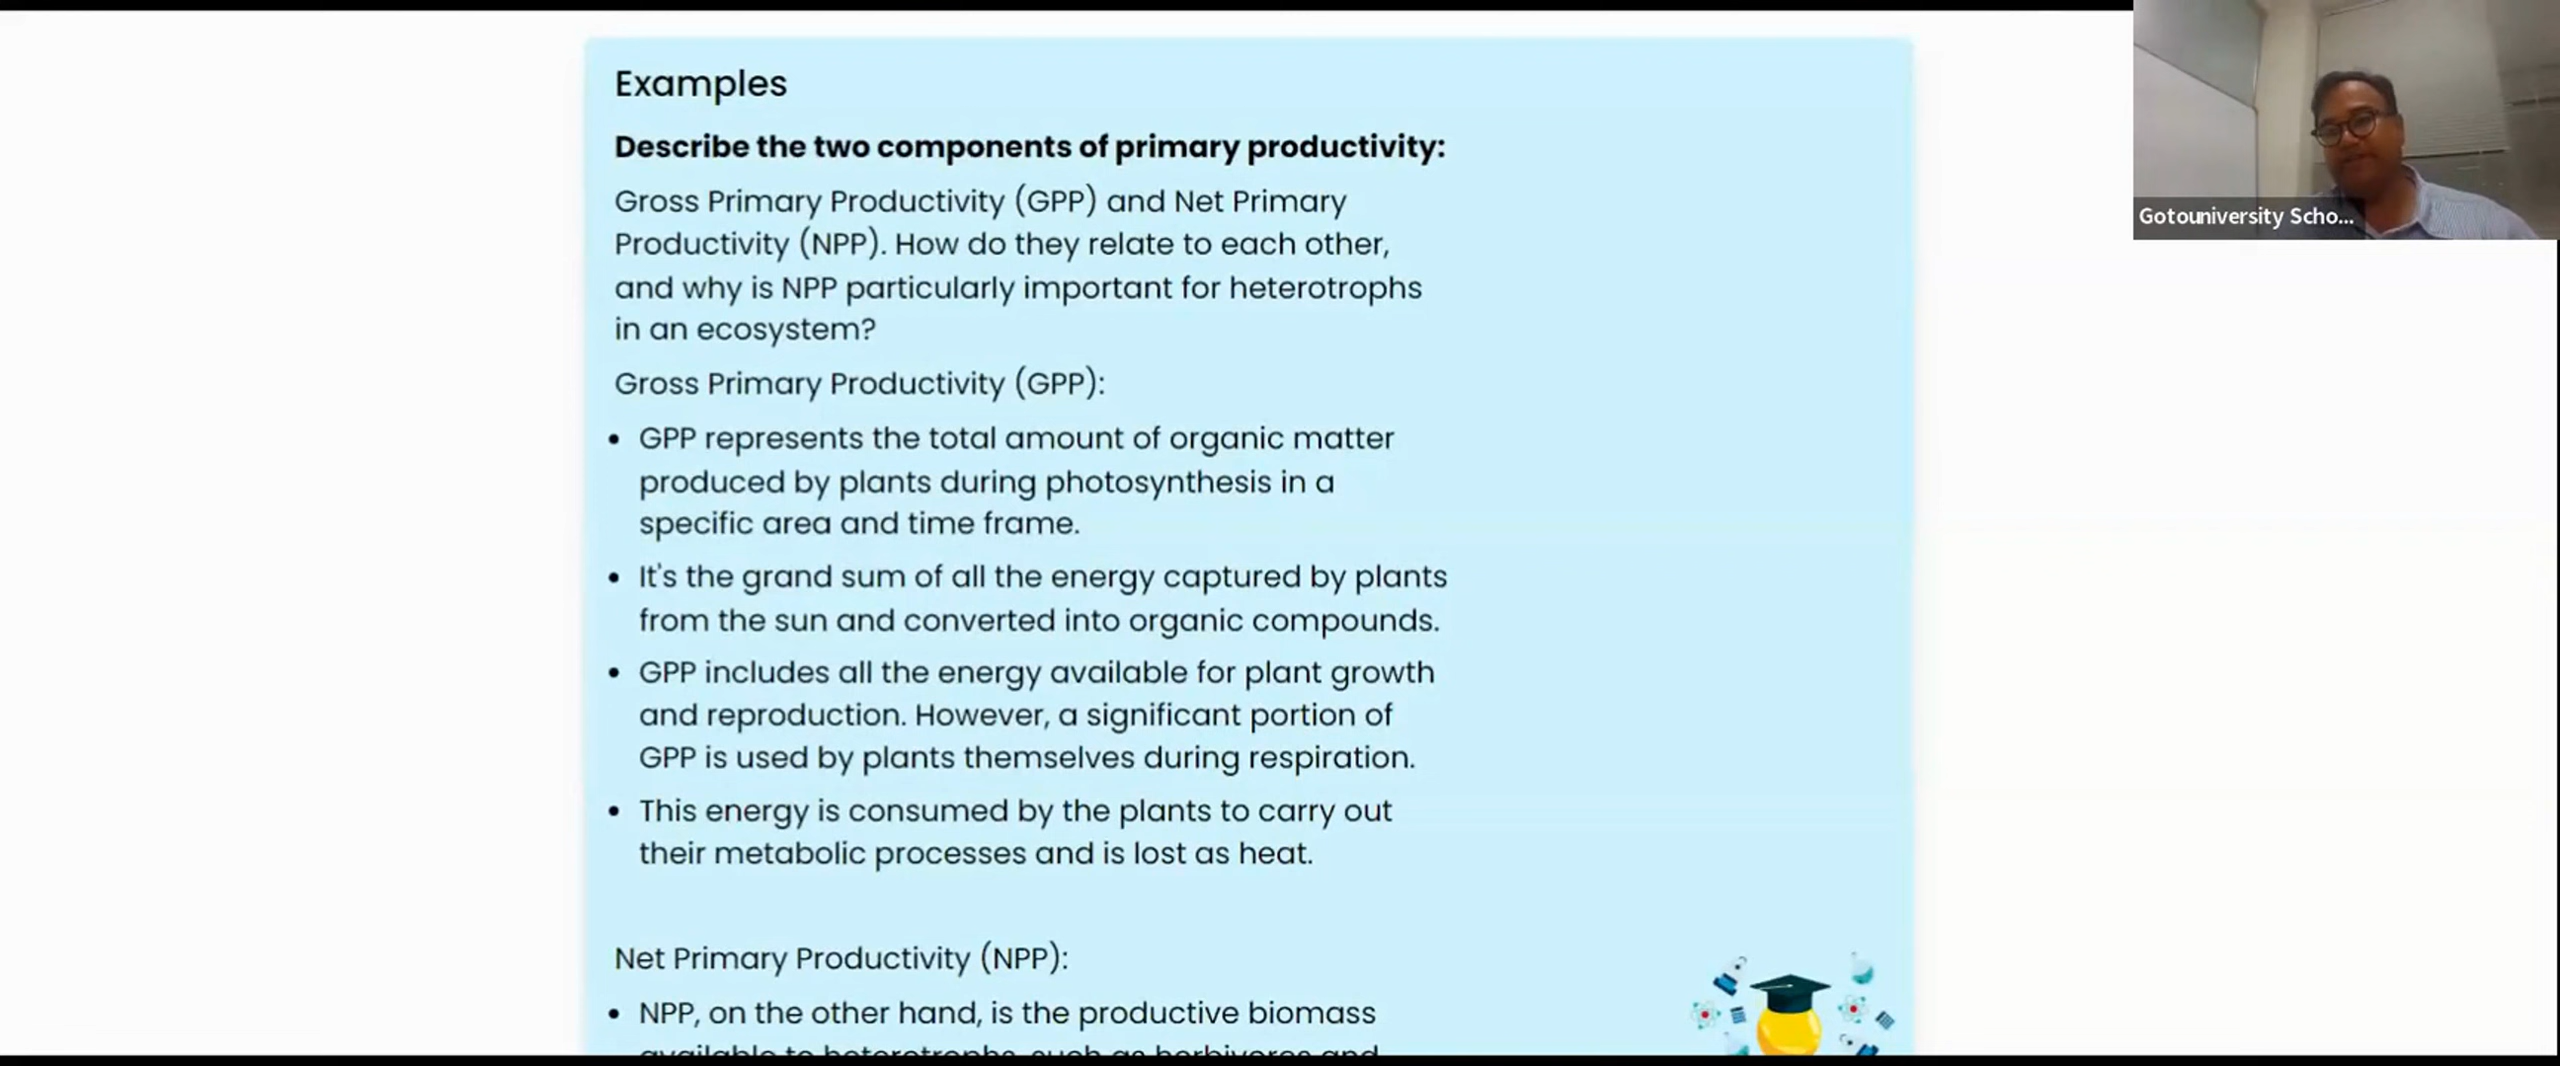 Examples
Describe the two components of primary productivity:
Gross Primary Productivity (GPP) and Net Primary
Productivity (NPP). How do they relate to each other,
and why is NPP particularly important for heterotrophs
in an ecosystem?
Gross Primary Productivity (GPP):
• GPP represents the total amount of organic matter
produced by plants during photosynthesis in a
specific area and time frame.
• It's the grand sum of all the energy captured by plants
from the sun and converted into organic compounds.
• GPP includes all the energy available for plant growth
and reproduction. However, a significant portion of
GPP is used by plants themselves during respiration.
• This energy is consumed by the plants to carry out
their metabolic processes and is lost as heat.
Net Primary Productivity (NPP):
• NPP, on the other hand, is the productive biomass
available to heterotrophs, such as herbivores and
Gotouniversity Scho...